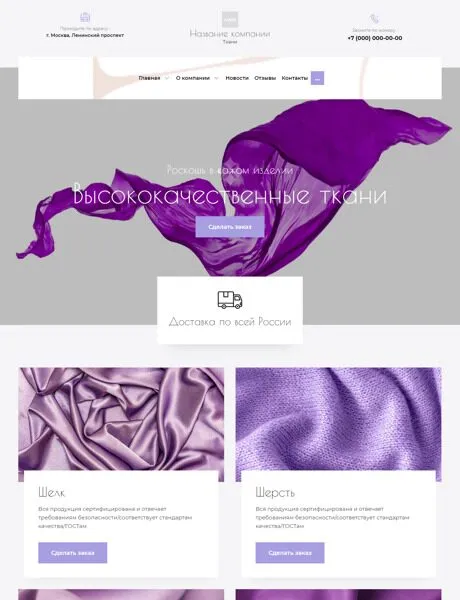 Приходите по адресу:
г. Москва, Ленинский проспект
Название компании
Ткани
Звоните по номеру:
+7 (000) 000-00-00
Главная
О компании
Новости
Отзывы
Контакты
...
Роскошь в каждом изделии
Высококачественные ткани
Сделать заказ
Доставка по всей России
Шелк
Вся продукция сертифицирована и отвечает
требованиям безопасности/соответствует стандартам
качества/ГОСТам
Сделать заказ
Шерсть
Вся продукция сертифицирована и отвечает
требованиям безопасности/соответствует стандартам
качества/ГОСТам
Сделать заказ